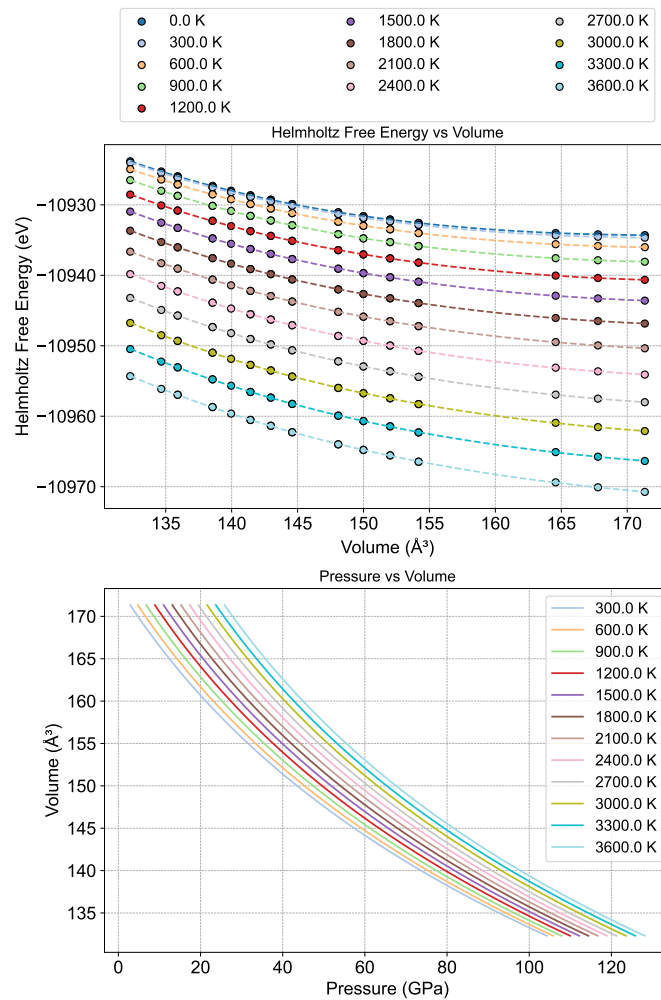 0.0 K 1500.0 K 2700.0 K
300.0 K 1800.0 K 3000.0 K
600.0 K 2100.0 K 3300.0 K
900.0 K 2400.0 K 3600.0 K
1200.0 K
Helmholtz Free Energy vs Volume
Helmholtz Free Energy (eV)
−10930
−10940
−10950
−10960
−10970
135 140 145 150 155 160 165 170
Volume (Å³)
Pressure vs Volume
Volume (Å³)
170
165
160
155
150
145
140
135
300.0 K
600.0 K
900.0 K
1200.0 K
1500.0 K
1800.0 K
2100.0 K
2400.0 K
2700.0 K
3000.0 K
3300.0 K
3600.0 K
0 20 40 60 80 100 120
Pressure (GPa)